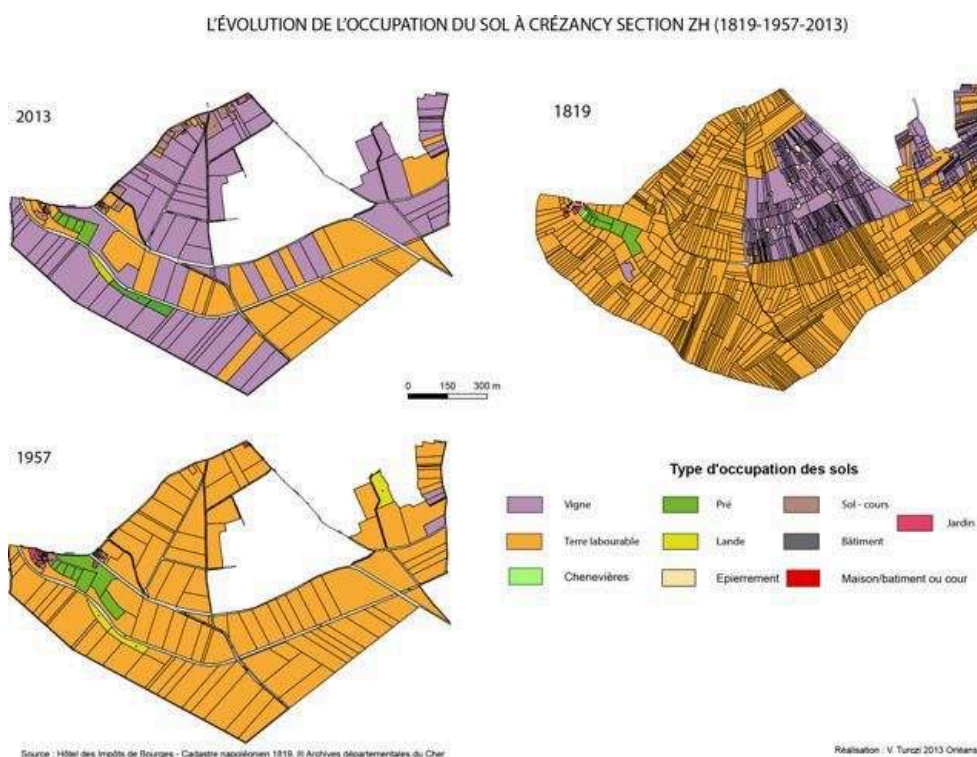 L'ÉVOLUTION DE L'OCCUPATION DU SOL À CRÉZANCY SECTION ZH (1819-1957-2013)
2013
1819
0 150 300 m
1957
Type d'occupation des sols
Vigne
Pré
Sol - cours
Jardin
Terre labourable
Lande
Bâtiment
Chenevières
Epierrement
Maison/batiment ou cour
Source : Hôtel des Impôts de Bourges - Cadastre napoléonien 1819, © Archives départementales du Cher
Réalisation : V. Turczi 2013 Orléans